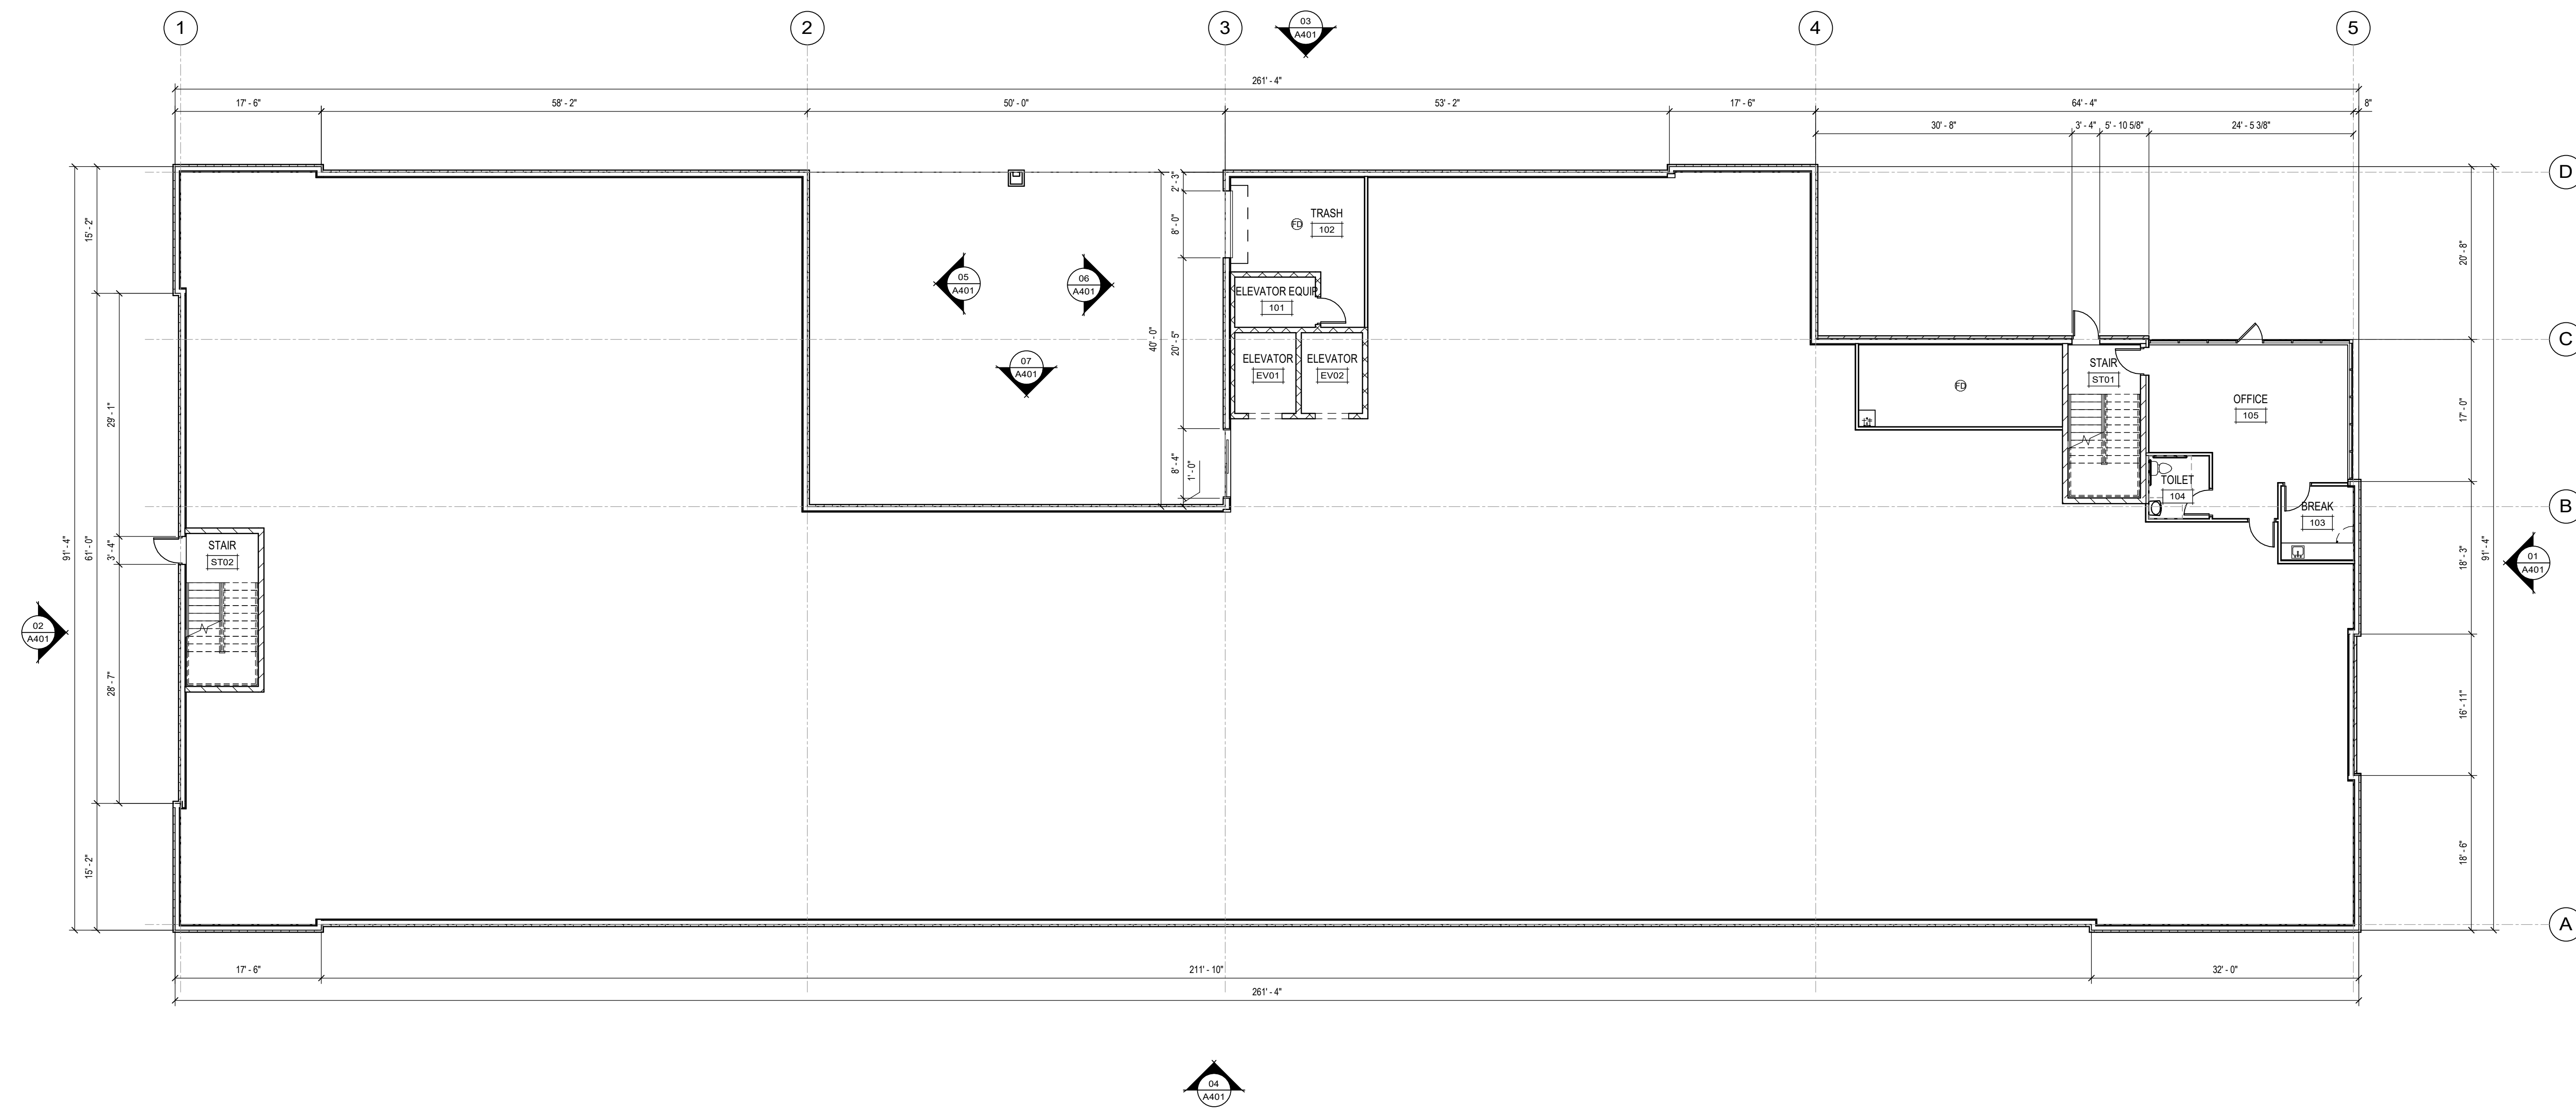 1
2
3
4
5
03
A401
261' - 4"
17' - 6"
58' - 2"
50' - 0"
53' - 2"
17' - 6"
64' - 4"
8"
30' - 8"
3' - 4"
5' - 10 5/8"
24' - 5 3/8"
D
C
B
A
91' - 4"
15' - 2"
61' - 0"
15' - 2"
29' - 1"
3' - 4"
28' - 7"
02
A401
STAIR
ST02
05
A401
06
A401
07
A401
40' - 0"
2' - 3"
8' - 0"
20' - 5"
8' - 4"
1' - 0"
FD
TRASH
102
ELEVATOR EQUIP
101
ELEVATOR
EV01
ELEVATOR
EV02
FD
STAIR
ST01
OFFICE
105
TOILET
104
BREAK
103
20' - 8"
17' - 0"
18' - 3"
16' - 11"
18' - 6"
91' - 4"
01
A401
17' - 6"
211' - 10"
32' - 0"
261' - 4"
04
A401